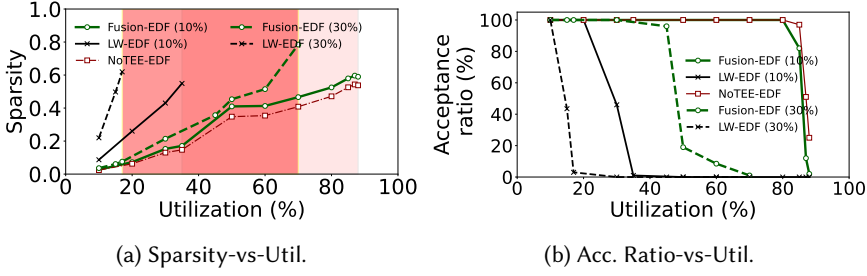 1.0
0.8
0.6
0.4
0.2
0.0
Sparsity
Fusion-EDF (10%)
LW-EDF (10%)
NoTEE-EDF
Fusion-EDF (30%)
LW-EDF (30%)
0 20 40 60 80 100
Utilization (%)
(a) Sparsity-vs-Util.
100
80
60
40
20
0
Acceptance
ratio (%)
Fusion-EDF (10%)
LW-EDF (10%)
NoTEE-EDF
Fusion-EDF (30%)
LW-EDF (30%)
0 20 40 60 80 100
Utilization (%)
(b) Acc. Ratio-vs-Util.